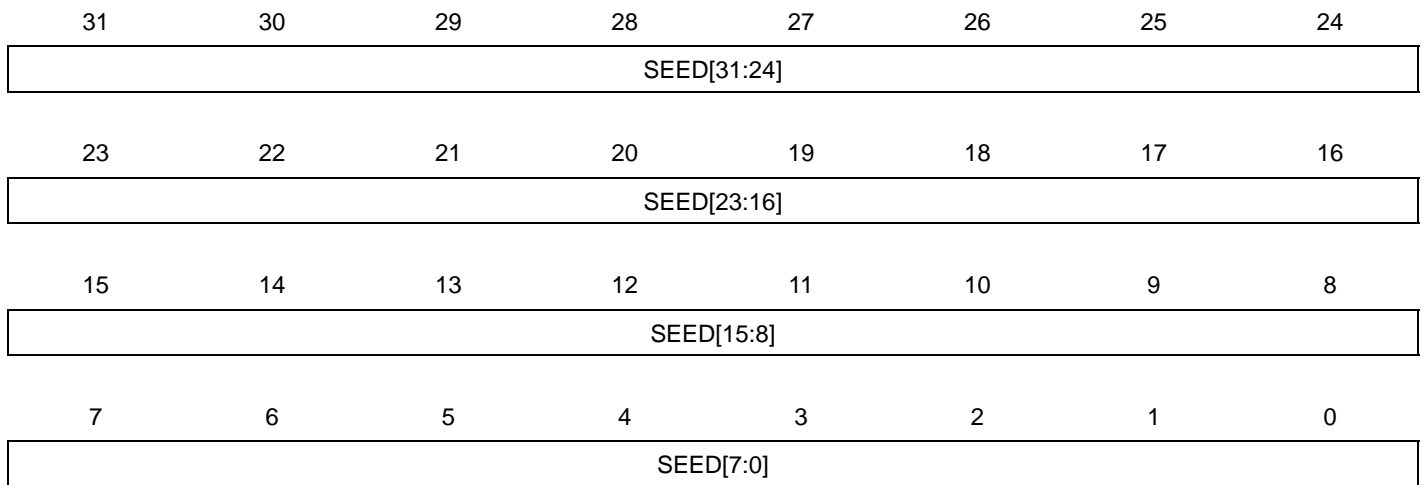 31 30 29 28 27 26 25 24
SEED[31:24]
23 22 21 20 19 18 17 16
SEED[23:16]
15 14 13 12 11 10 9 8
SEED[15:8]
7 6 5 4 3 2 1 0
SEED[7:0]